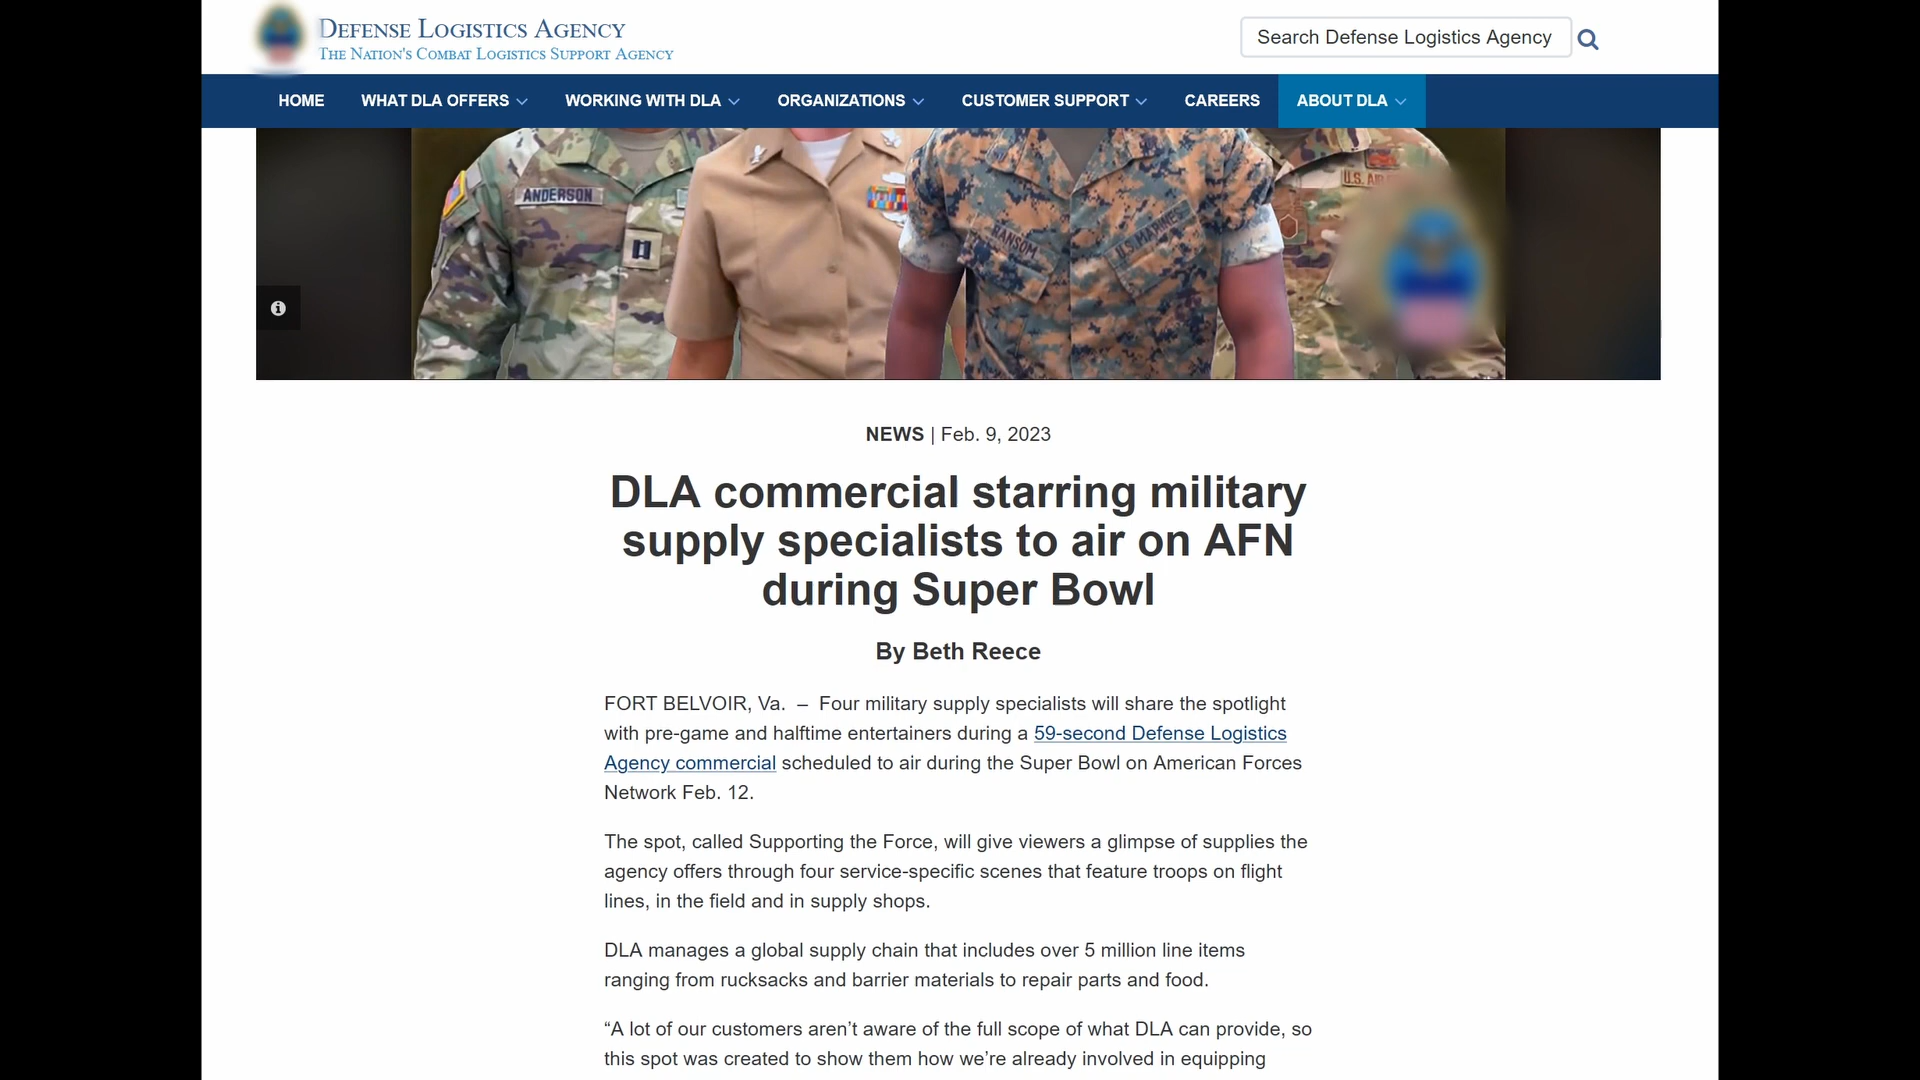 DEFENSE LOGISTICS AGENCY
THE NATION'S COMBAT LOGISTICS SUPPORT AGENCY
Search Defense Logistics Agency
HOME WHAT DLA OFFERS WORKING WITH DLA ORGANIZATIONS CUSTOMER SUPPORT CAREERS ABOUT DLA
ANDERSON
RANSOM
U.S. MARINES
U.S. AIR
NEWS | Feb. 9, 2023
DLA commercial starring military
supply specialists to air on AFN
during Super Bowl
By Beth Reece
FORT BELVOIR, Va. – Four military supply specialists will share the spotlight
with pre-game and halftime entertainers during a 59-second Defense Logistics
Agency commercial scheduled to air during the Super Bowl on American Forces
Network Feb. 12.
The spot, called Supporting the Force, will give viewers a glimpse of supplies the
agency offers through four service-specific scenes that feature troops on flight
lines, in the field and in supply shops.
DLA manages a global supply chain that includes over 5 million line items
ranging from rucksacks and barrier materials to repair parts and food.
“A lot of our customers aren’t aware of the full scope of what DLA can provide, so
this spot was created to show them how we’re already involved in equipping